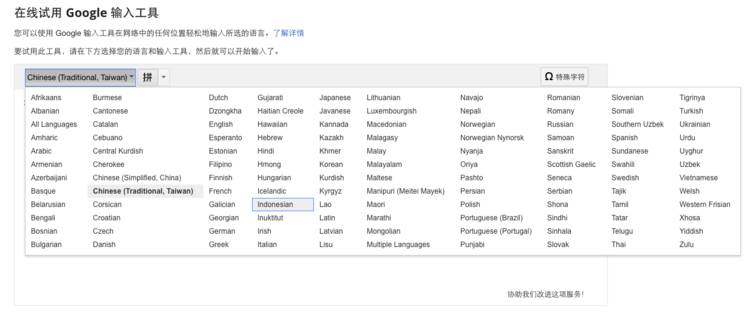 在线试用 Google 输入工具
您可以使用 Google 输入工具在网络中的任何位置轻松地输入所选的语言。了解详情
要试用此工具，请在下方选择您的语言和输入工具，然后就可以开始输入了。
Chinese (Traditional, Taiwan) 拼 Ω 特殊字符
Afrikaans Burmese Dutch Gujarati Japanese Lithuanian Navajo Romanian Slovenian Tigrinya
Albanian Cantonese Dzongkha Haitian Creole Javanese Luxembourgish Nepali Romany Somali Turkish
All Languages Catalan English Hawaiian Kannada Macedonian Norwegian Russian Southern Uzbek Ukrainian
Amharic Cebuano Esperanto Hebrew Kazakh Malagasy Norwegian Nynorsk Samoan Spanish Urdu
Arabic Central Kurdish Estonian Hindi Khmer Malay Nyanja Sanskrit Sundanese Uyghur
Armenian Cherokee Filipino Hmong Korean Malayalam Oriya Scottish Gaelic Swahili Uzbek
Azerbaijani Chinese (Simplified, China) Finnish Hungarian Kurdish Maltese Pashto Seneca Swedish Vietnamese
Basque Chinese (Traditional, Taiwan) French Icelandic Kyrgyz Manipuri (Meitei Mayek) Persian Serbian Tajik Welsh
Belarusian Corsican Galician Indonesian Lao Maori Polish Shona Tamil Western Frisian
Bengali Croatian Georgian Inuktitut Latin Marathi Portuguese (Brazil) Sindhi Tatar Xhosa
Bosnian Czech German Irish Latvian Mongolian Portuguese (Portugal) Sinhala Telugu Yiddish
Bulgarian Danish Greek Italian Lisu Multiple Languages Punjabi Slovak Thai Zulu
协助我们改进这项服务!